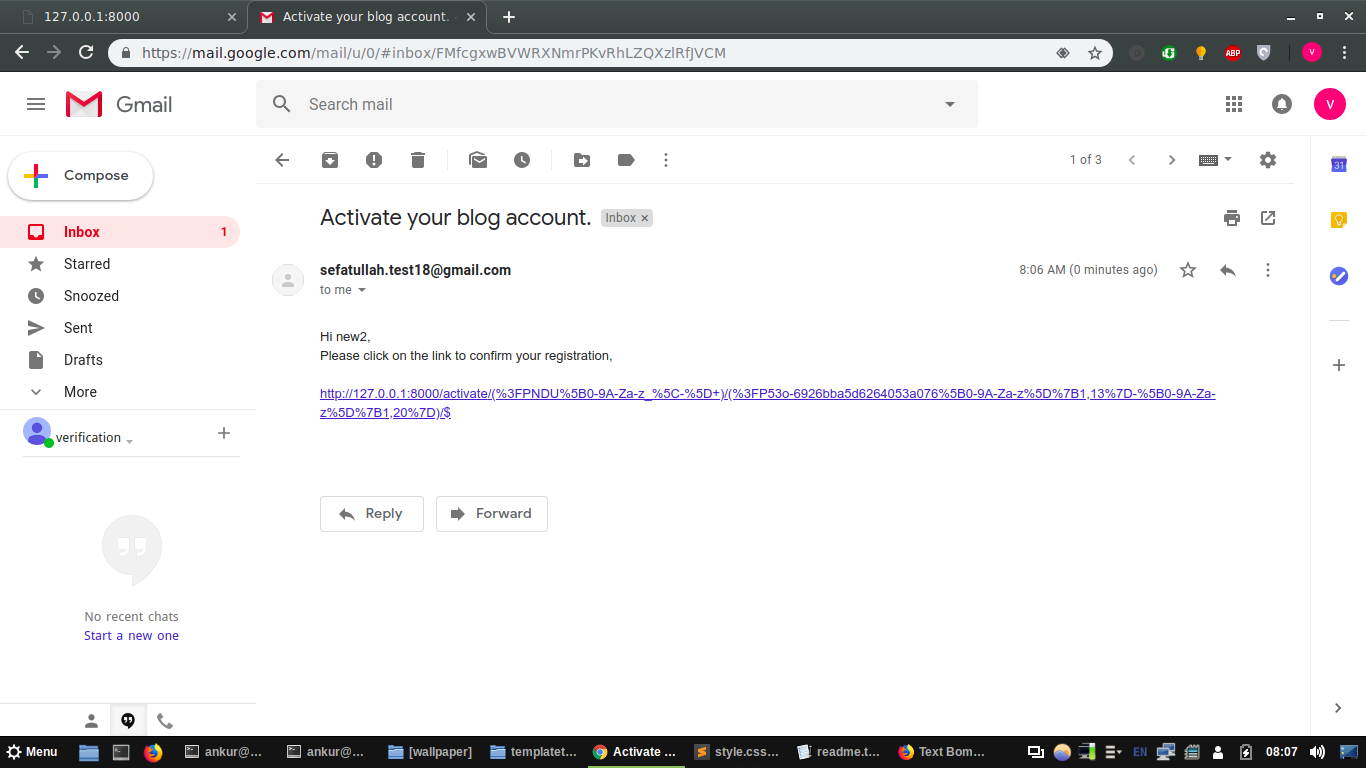 127.0.0.1:8000
Activate your blog account.
https://mail.google.com/mail/u/0/#inbox/FMfcgxwBVWRXNmrPKvRhLZQXzlRfJVCM
ABP
V
Gmail
Search mail
V
Compose
1 of 3
31
Inbox 1
Starred
Snoozed
Sent
Drafts
More
verification
Activate your blog account.
Inbox ×
sefatullah.test18@gmail.com
8:06 AM (0 minutes ago)
to me
Hi new2,
Please click on the link to confirm your registration,
http://127.0.0.1:8000/activate/(%3FPNDU%5B0-9A-Za-z_%5C-%5D+)/(%3FP53o-6926bba5d6264053a076%5B0-9A-Za-z%5D%7B1,13%7D-%5B0-9A-Za-
z%5D%7B1,20%7D)/$
Reply
Forward
No recent chats
Start a new one
Menu
ankur@...
ankur@...
[wallpaper]
templatet...
Activate ...
style.css...
readme.t...
Text Bom...
EN
08:07